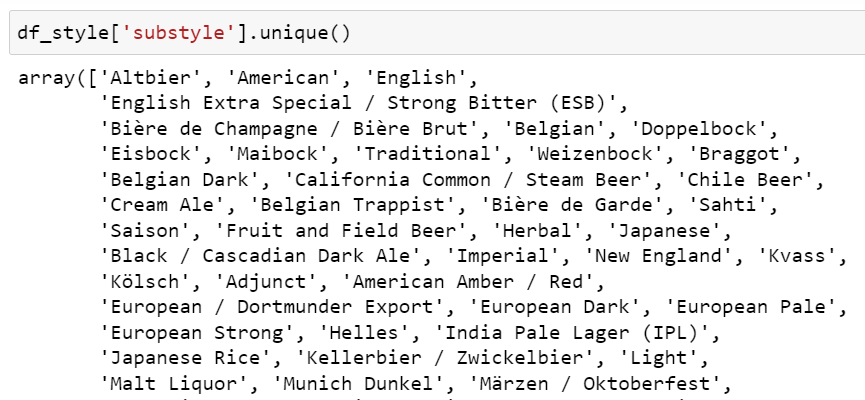 df_style['substyle'].unique()
array(['Altbier', 'American', 'English',
'English Extra Special / Strong Bitter (ESB)',
'Bière de Champagne / Bière Brut', 'Belgian', 'Doppelbock',
'Eisbock', 'Maibock', 'Traditional', 'Weizenbock', 'Braggot',
'Belgian Dark', 'California Common / Steam Beer', 'Chile Beer',
'Cream Ale', 'Belgian Trappist', 'Bière de Garde', 'Sahti',
'Saison', 'Fruit and Field Beer', 'Herbal', 'Japanese',
'Black / Cascadian Dark Ale', 'Imperial', 'New England', 'Kvass',
'Kölsch', 'Adjunct', 'American Amber / Red',
'European / Dortmunder Export', 'European Dark', 'European Pale',
'European Strong', 'Helles', 'India Pale Lager (IPL)',
'Japanese Rice', 'Kellerbier / Zwickelbier', 'Light',
'Malt Liquor', 'Munich Dunkel', 'Märzen / Oktoberfest',